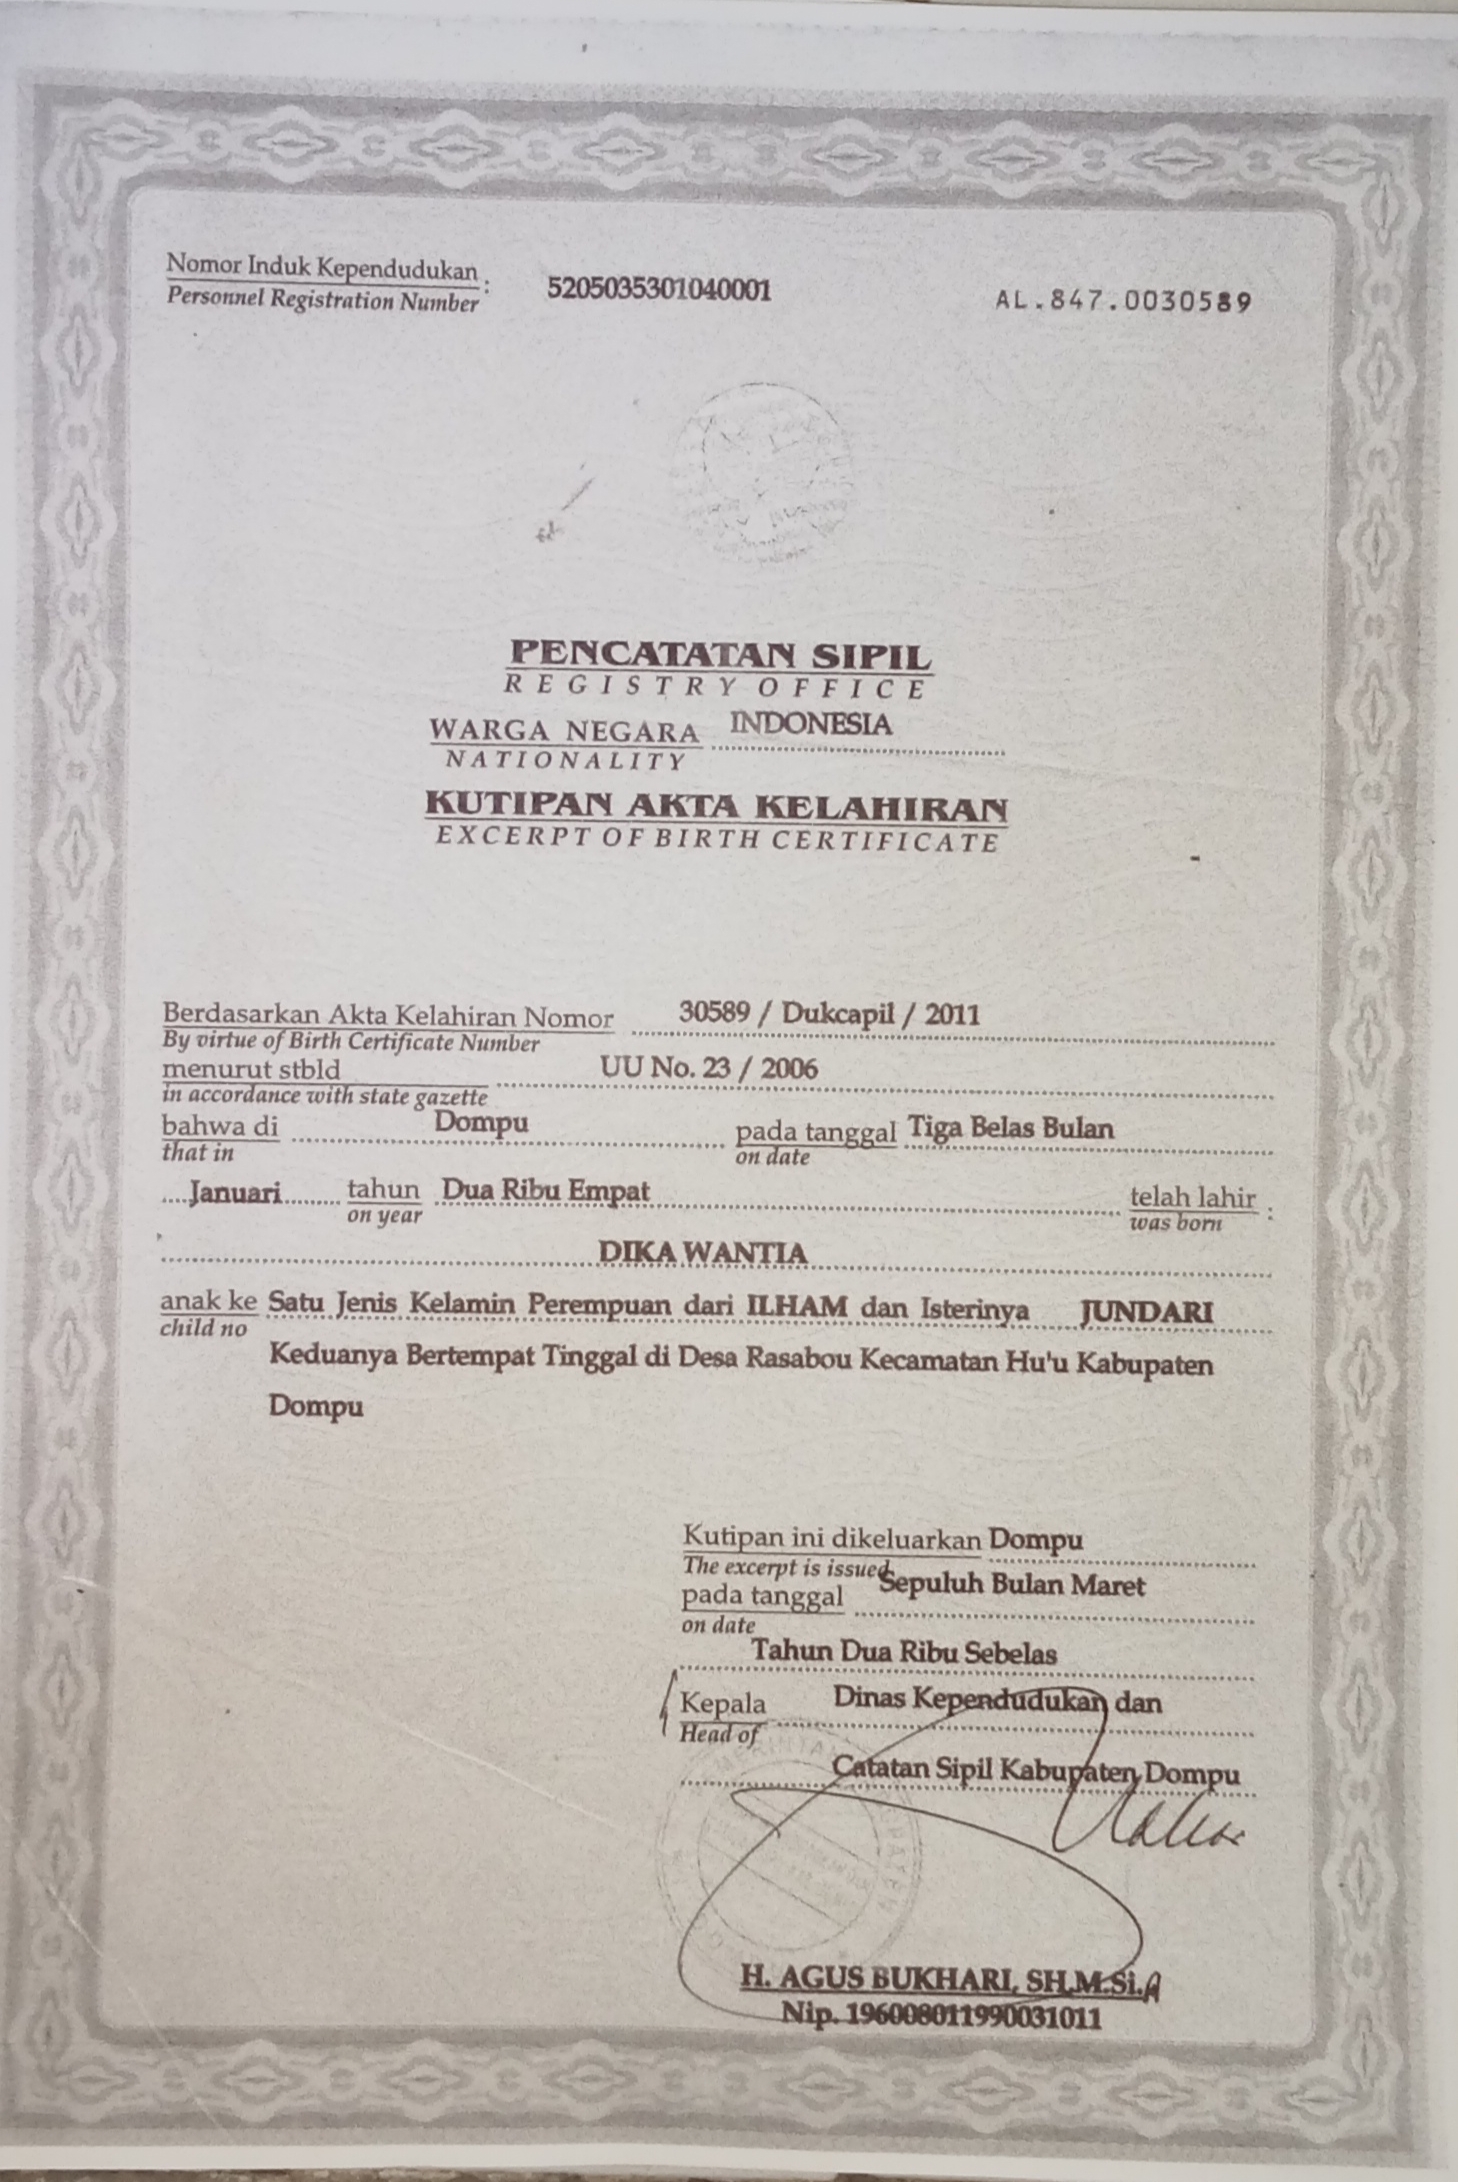 Nomor Induk Kependudukan : 5205035301040001 AL.847.0030589
Personnel Registration Number
PENCATATAN SIPIL
REGISTRY OFFICE
WARGA NEGARA INDONESIA
NATIONALITY
KUTIPAN AKTA KELAHIRAN
EXCERPT OF BIRTH CERTIFICATE
Berdasarkan Akta Kelahiran Nomor 30589 / Dukcapil / 2011
By virtue of Birth Certificate Number
menurut stbld UU No. 23 / 2006
in accordance with state gazette
bahwa di Dompu pada tanggal Tiga Belas Bulan
that in on date
Januari tahun Dua Ribu Empat telah lahir :
on year was born
DIKA WANTIA
anak ke Satu Jenis Kelamin Perempuan dari ILHAM dan Isterinya JUNDARI
child no
Keduanya Bertempat Tinggal di Desa Rasabou Kecamatan Hu'u Kabupaten
Dompu
Kutipan ini dikeluarkan Dompu
The excerpt is issued
pada tanggal Sepuluh Bulan Maret
on date
Tahun Dua Ribu Sebelas
Kepala Dinas Kependudukan dan
Head of
Catatan Sipil Kabupaten Dompu
H. AGUS BUKHARI, SH.M.Si.
Nip. 196008011990031011